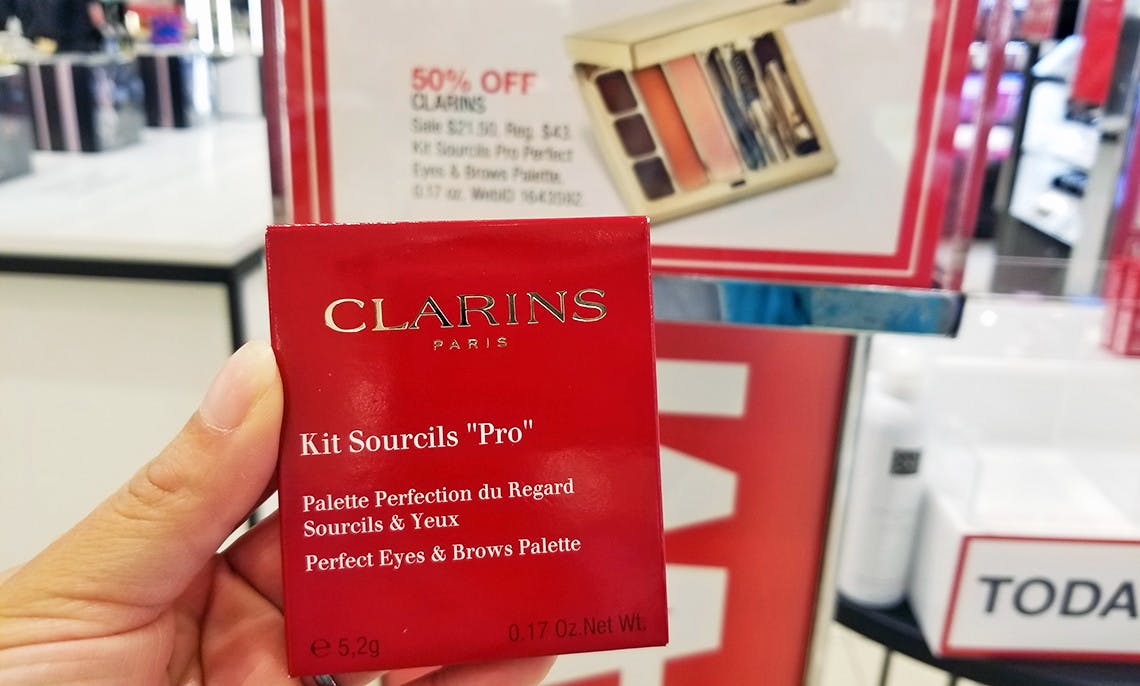 50% OFF
CLARINS
Sale $21.50. Reg. $43.
Kit Sourcils Pro Perfect
Eyes & Brows Palette,
0.17 oz. WebID 1643592.
CLARINS
PARIS
Kit Sourcils "Pro"
Palette Perfection du Regard
Sourcils & Yeux
Perfect Eyes & Brows Palette
℮ 5,2g 0.17 Oz.Net Wt.
TODA